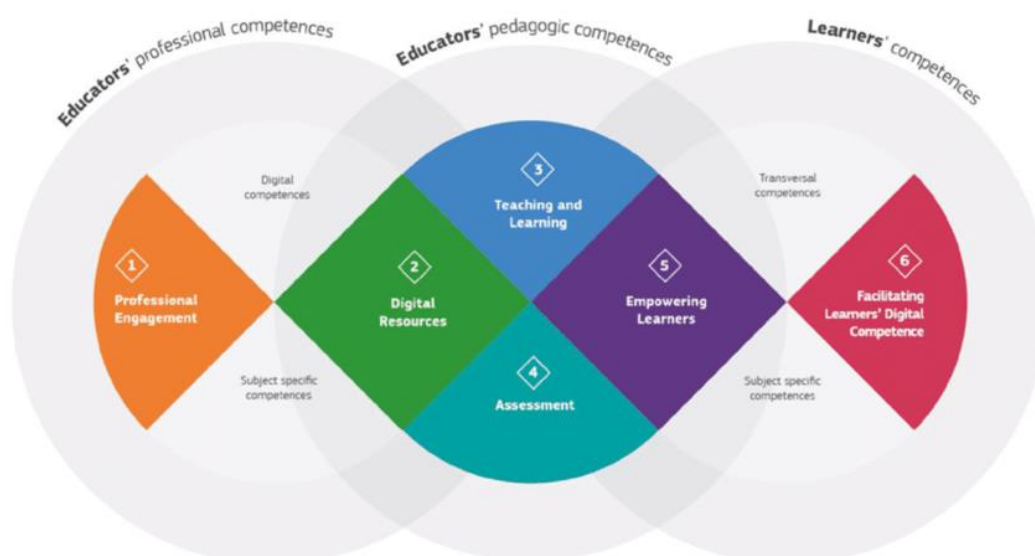 Educators' professional competences
Educators' pedagogic competences
Learners' competences
Digital
competences
Transversal
competences
1
Professional
Engagement
2
Digital
Resources
3
Teaching and
Learning
4
Assessment
5
Empowering
Learners
6
Facilitating
Learners' Digital
Competence
Subject specific
competences
Subject specific
competences